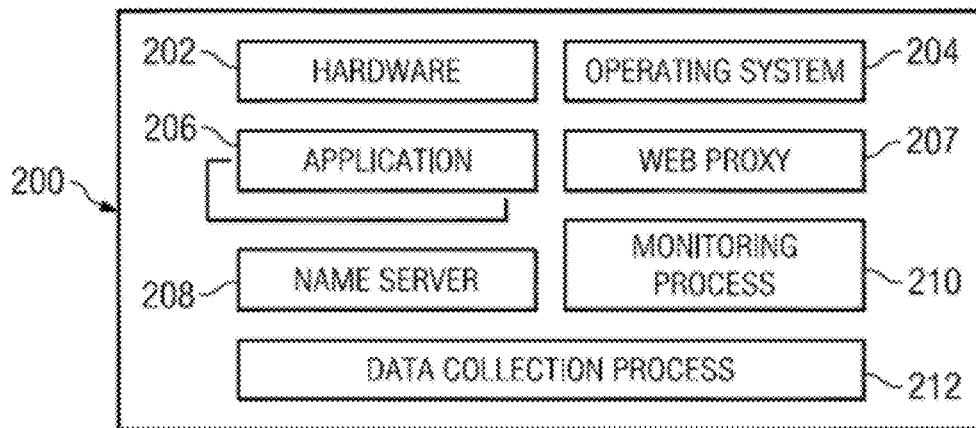 202 HARDWARE OPERATING SYSTEM 204
206 APPLICATION WEB PROXY 207
200
208 NAME SERVER MONITORING PROCESS 210
DATA COLLECTION PROCESS 212